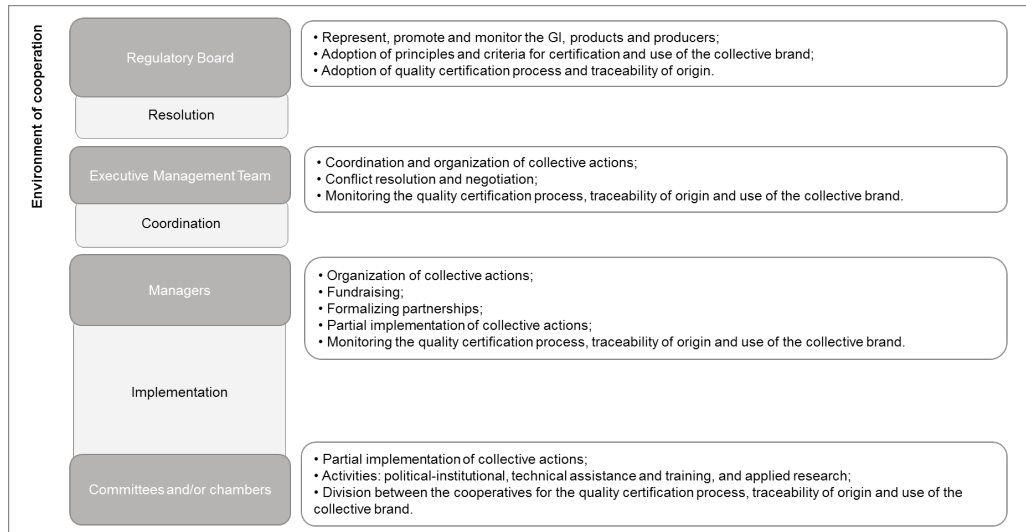 Environment of cooperation
Regulatory Board
• Represent, promote and monitor the GI, products and producers;
• Adoption of principles and criteria for certification and use of the collective brand;
• Adoption of quality certification process and traceability of origin.
Resolution
Executive Management Team
• Coordination and organization of collective actions;
• Conflict resolution and negotiation;
• Monitoring the quality certification process, traceability of origin and use of the collective brand.
Coordination
Managers
• Organization of collective actions;
• Fundraising;
• Formalizing partnerships;
• Partial implementation of collective actions;
• Monitoring the quality certification process, traceability of origin and use of the collective brand.
Implementation
Committees and/or chambers
• Partial implementation of collective actions;
• Activities: political-institutional, technical assistance and training, and applied research;
• Division between the cooperatives for the quality certification process, traceability of origin and use of the
collective brand.